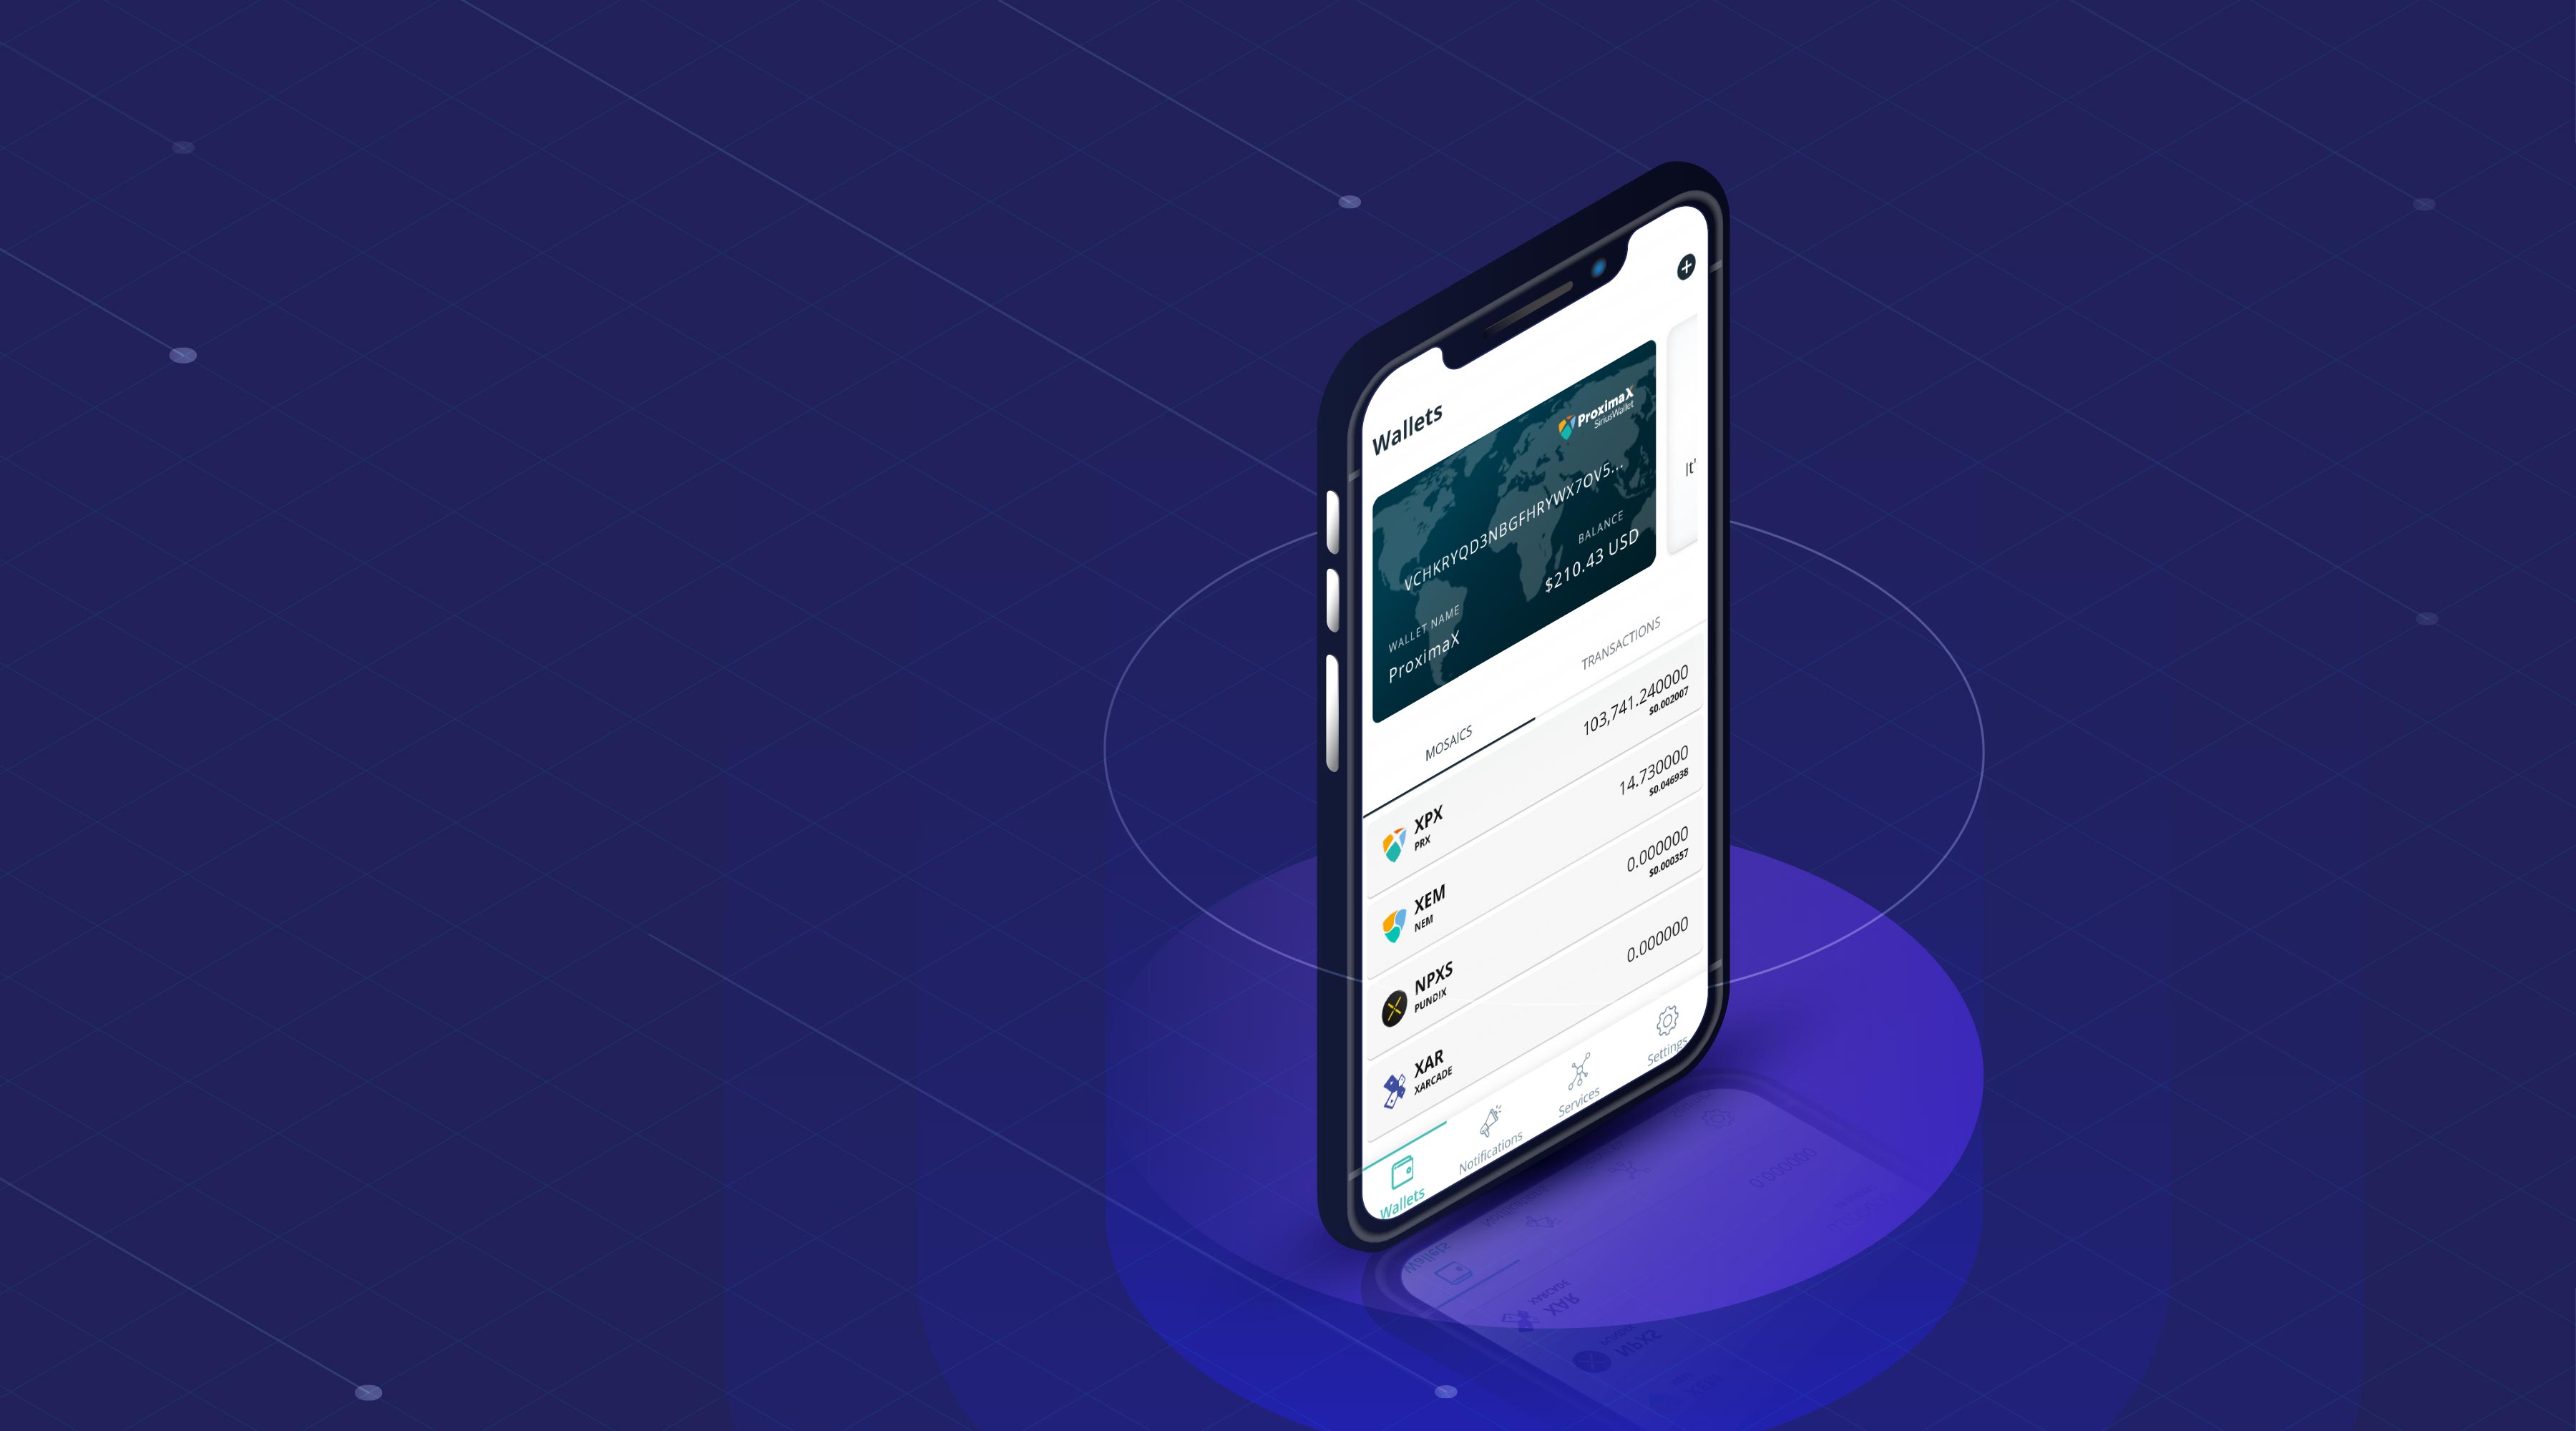 Wallets
ProximaX
SiriusWallet
VCHKRYQD3NBGFHRYWX7OV5...
WALLET NAME
ProximaX
BALANCE
$210.43 USD
It'
MOSAICS
TRANSACTIONS
XPX
PRX
103,741.240000
$0.002007
XEM
NEM
14.730000
$0.046938
NPXS
PUNDIX
0.000000
$0.000357
XAR
XARCADE
0.000000
Wallets
Notifications
Services
Settings